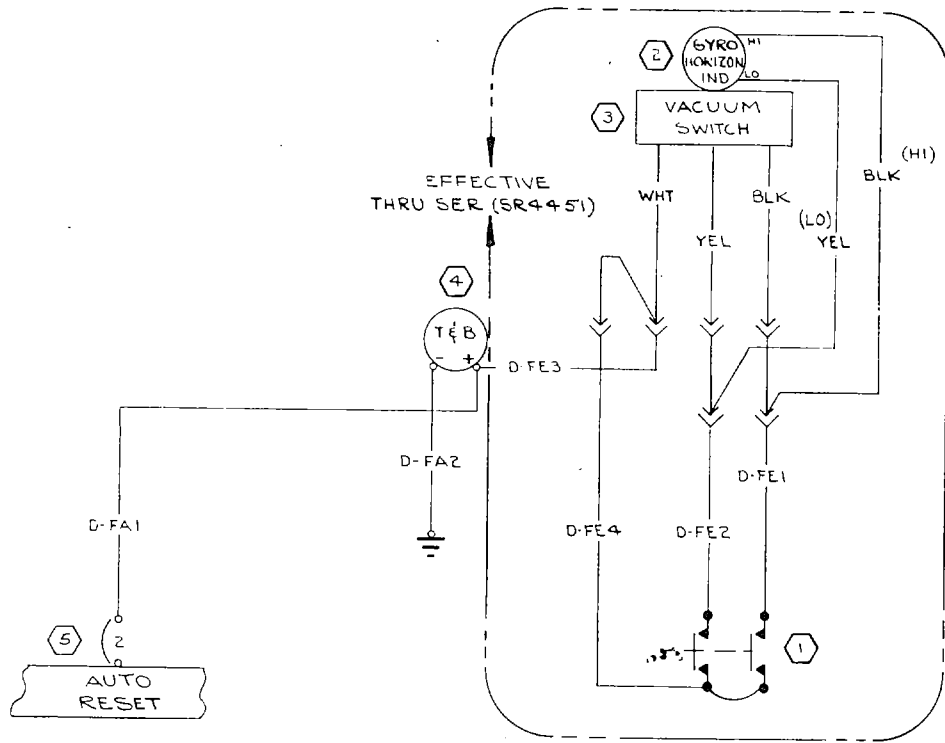 2
GYRO
HORIZON
IND
HI
LO
3
VACUUM
SWITCH
EFFECTIVE
THRU SER (SR4451)
WHT
YEL
BLK
(LO)
YEL
BLK
(HI)
4
T & B
- +
D-FE3
D-FA2
D-FE1
D-FA1
D-FE4
D-FE2
5
2
1
AUTO
RESET